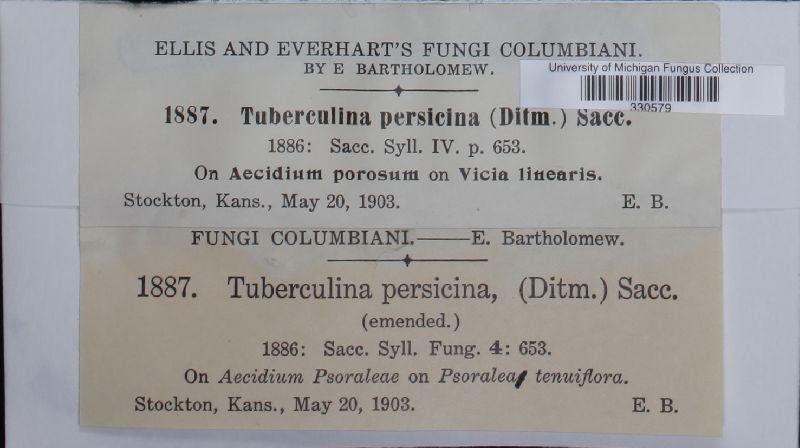 ELLIS AND EVERHART'S FUNGI COLUMBIANI.
BY E BARTHOLOMEW.
University of Michigan Fungus Collection
330579
1887. Tuberculina persicina (Ditm.) Sacc.
1886: Sacc. Syll. IV. p. 653.
On Aecidium porosum on Vicia linearis.
Stockton, Kans., May 20, 1903. E. B.
FUNGI COLUMBIANI.——E. Bartholomew.
1887. Tuberculina persicina, (Ditm.) Sacc.
(emended.)
1886: Sacc. Syll. Fung. 4: 653.
On Aecidium Psoraleae on Psoralea tenuiflora.
Stockton, Kans., May 20, 1903. E. B.